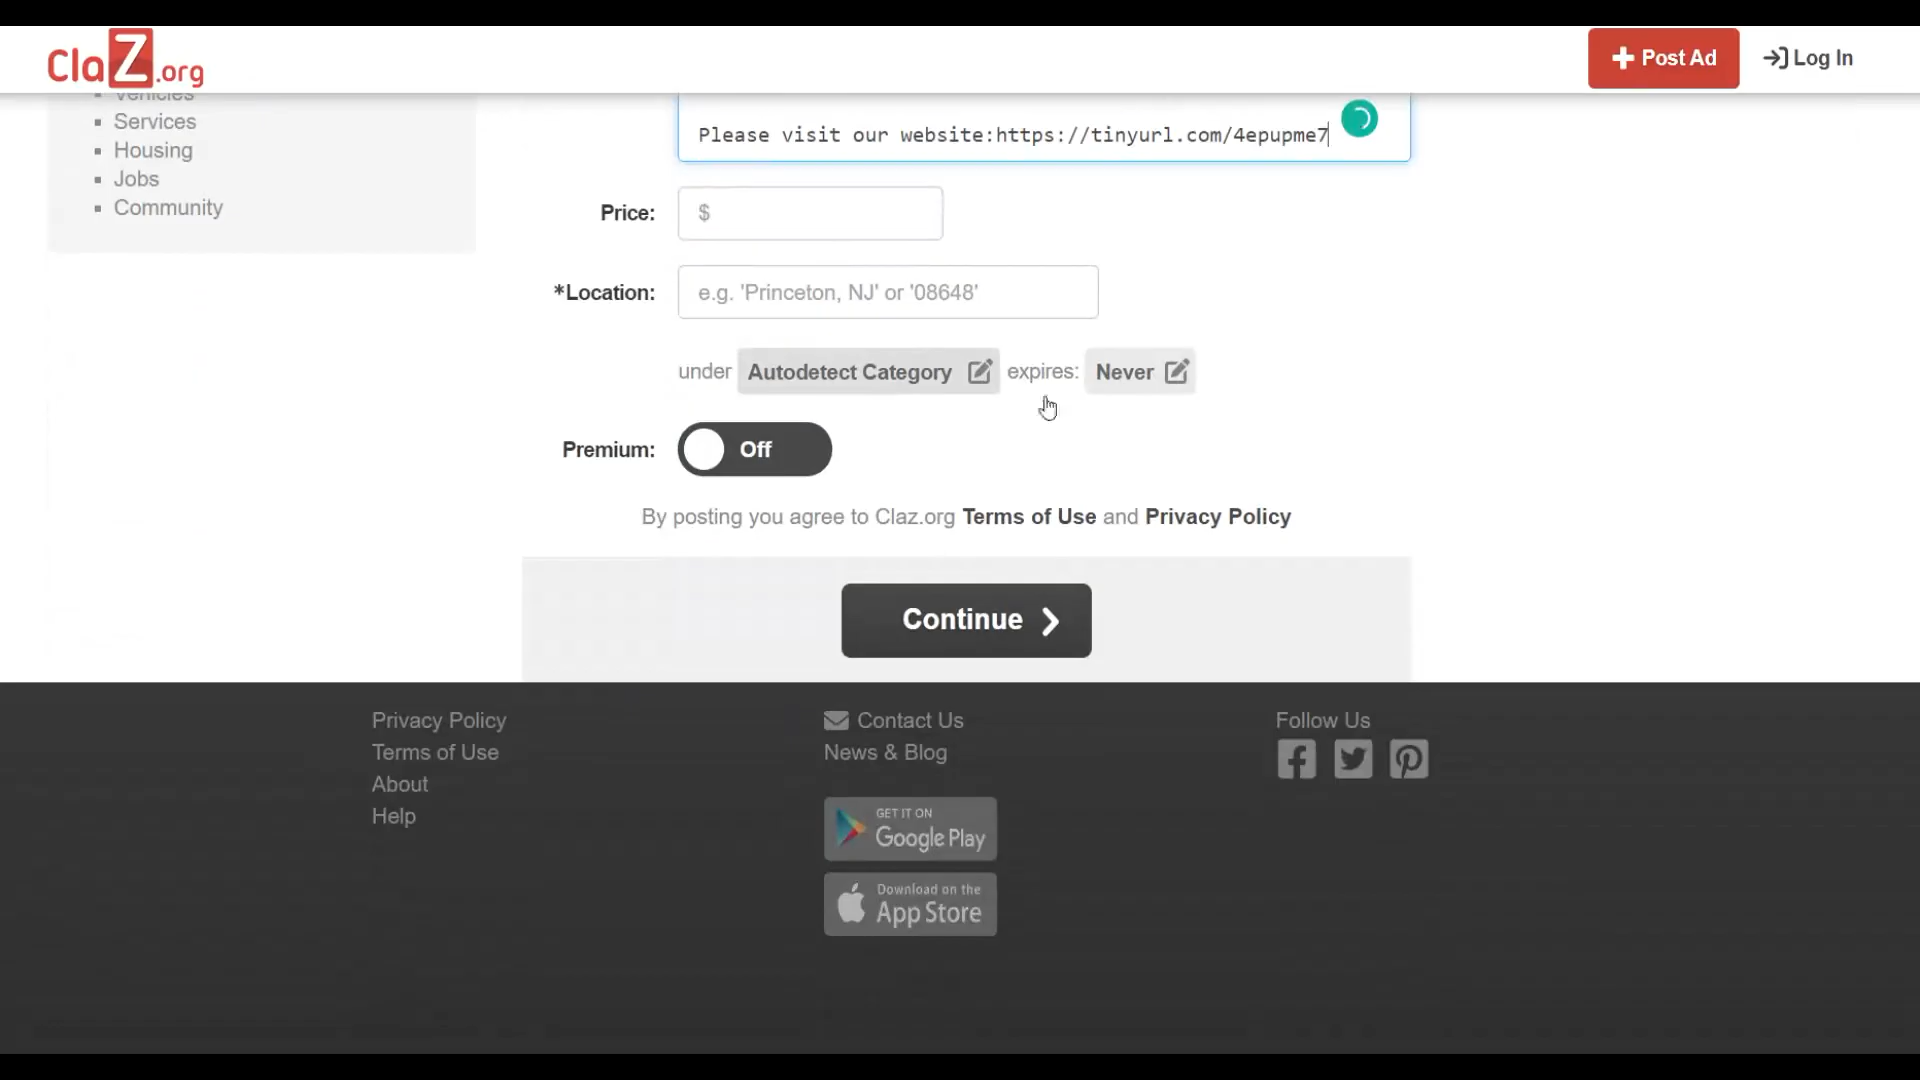 ClaZ.org
Post Ad
Log In
Vehicles
Services
Housing
Jobs
Community
Please visit our website:https://tinyurl.com/4epupme7
Price:
$
*Location:
e.g. 'Princeton, NJ' or '08648'
under Autodetect Category expires: Never
Premium:
Off
By posting you agree to Claz.org Terms of Use and Privacy Policy
Continue
Privacy Policy
Terms of Use
About
Help
Contact Us
News & Blog
GET IT ON
Google Play
Download on the
App Store
Follow Us